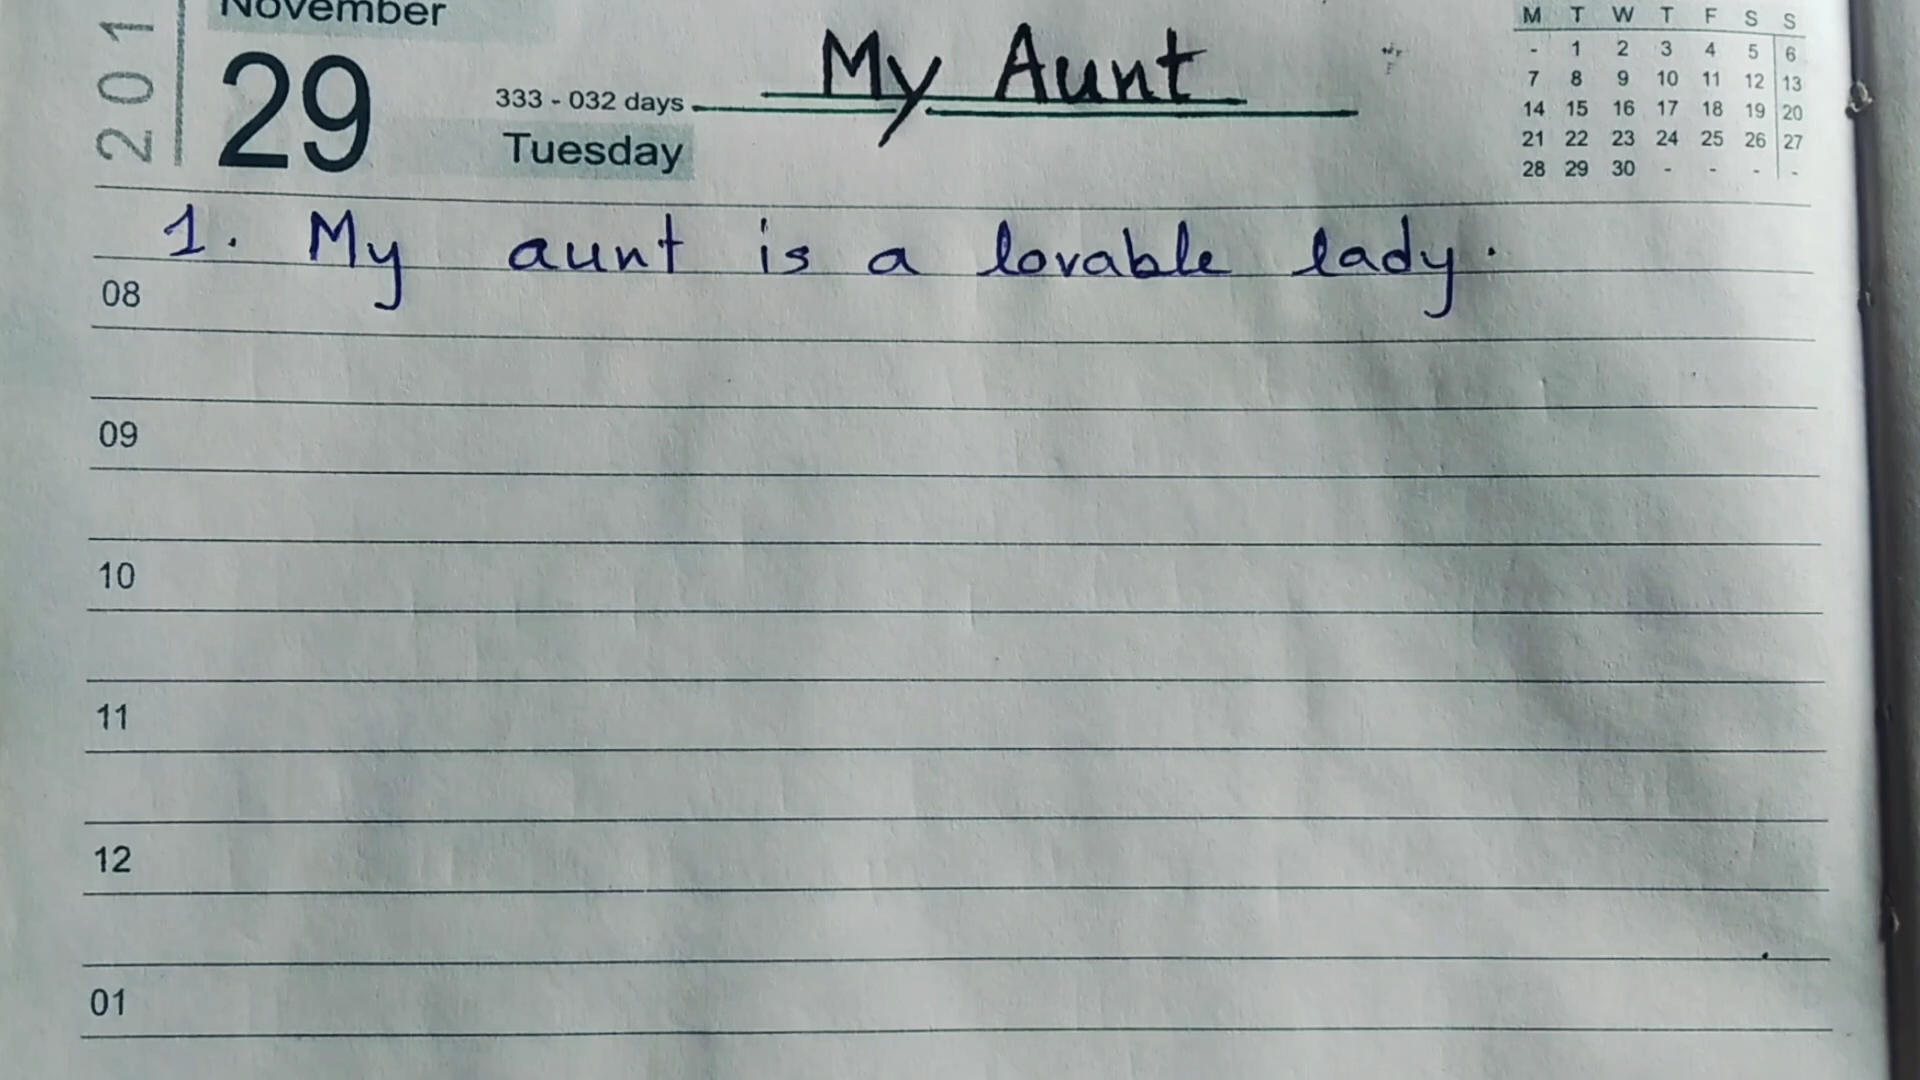 November
201
29
333 - 032 days
Tuesday
My Aunt
M T W T F S S
- 1 2 3 4 5 6
7 8 9 10 11 12 13
14 15 16 17 18 19 20
21 22 23 24 25 26 27
28 29 30 - - - -
1. My aunt is a lovable lady.
08
09
10
11
12
01